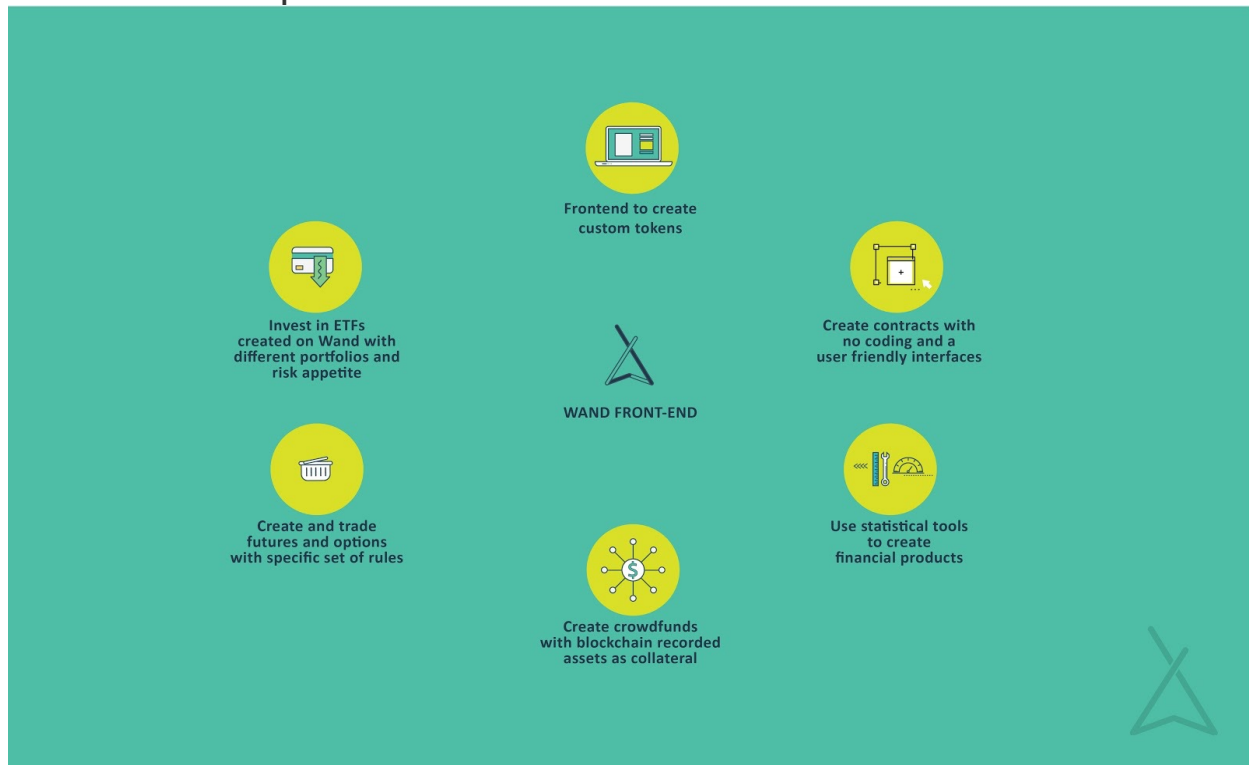 Frontend to create
custom tokens
Invest in ETFs
created on Wand with
different portfolios and
risk appetite
Create contracts with
no coding and a
user friendly interfaces
WAND FRONT-END
Create and trade
futures and options
with specific set of rules
Use statistical tools
to create
financial products
Create crowdfunds
with blockchain recorded
assets as collateral